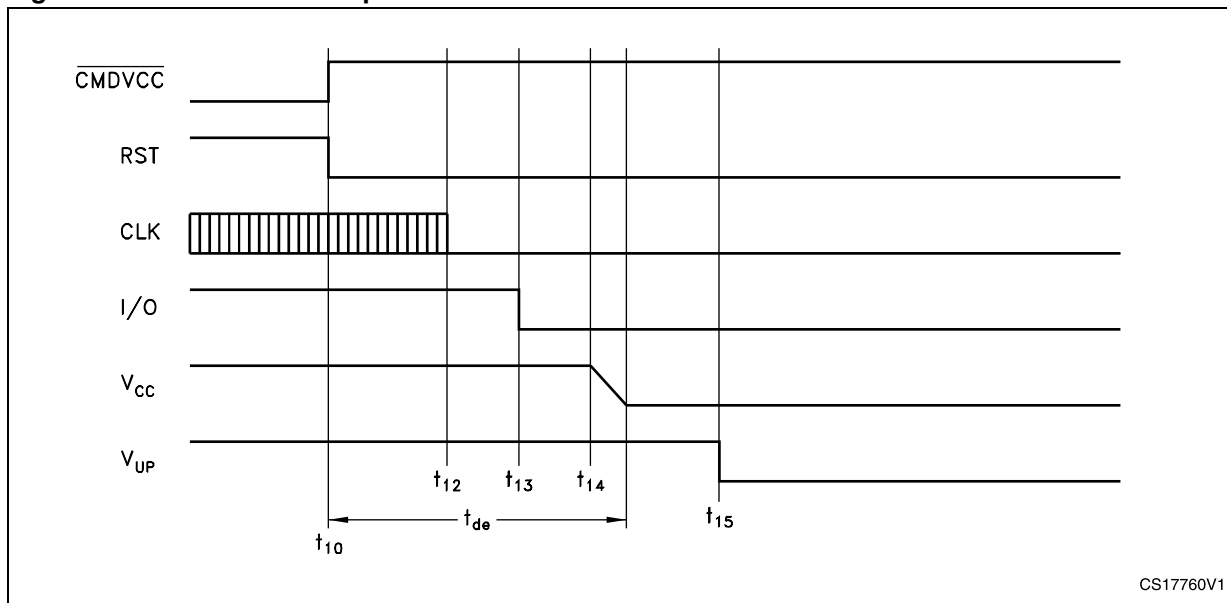 CMDVCC
RST
CLK
I/O
VCC
VUP
t12 t13 t14
tde
t15
t10
CS17760V1